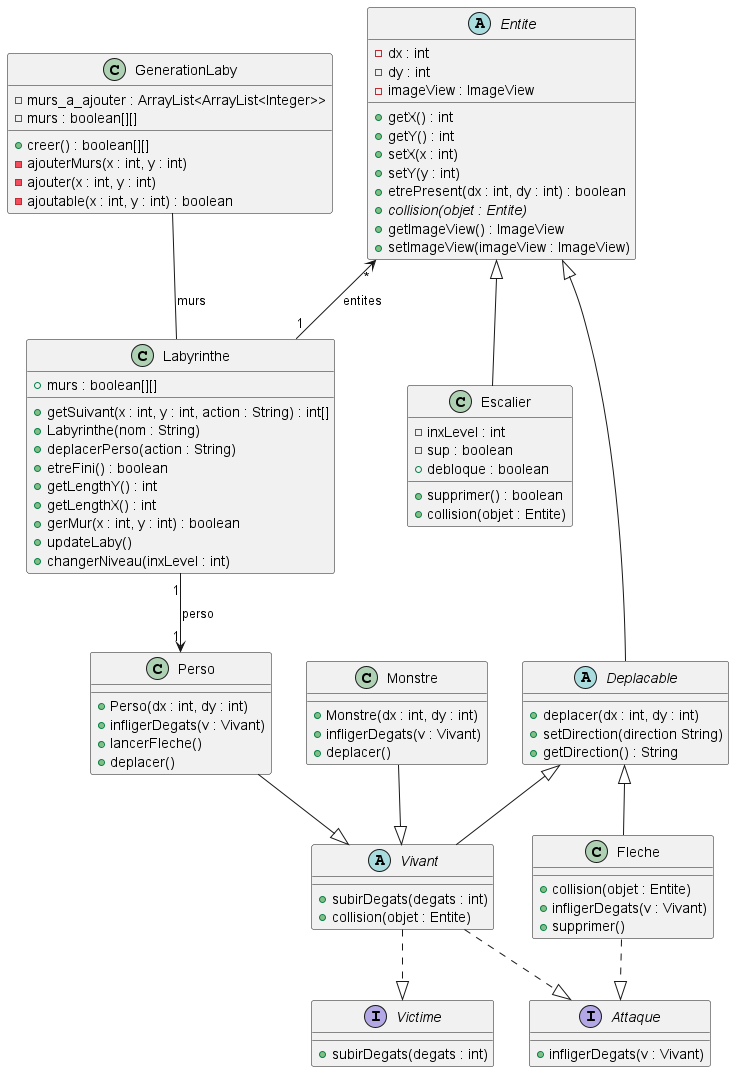 C GenerationLaby
murs_a_ajouter : ArrayList<ArrayList<Integer>>
murs : boolean[][]
creer() : boolean[][]
ajouterMurs(x : int, y : int)
ajouter(x : int, y : int)
ajoutable(x : int, y : int) : boolean
A Entite
dx : int
dy : int
imageView : ImageView
getX() : int
getY() : int
setX(x : int)
setY(y : int)
etrePresent(dx : int, dy : int) : boolean
collision(objet : Entite)
getImageView() : ImageView
setImageView(imageView : ImageView)
murs
*
entites
1
C Labyrinthe
murs : boolean[][]
getSuivant(x : int, y : int, action : String) : int[]
Labyrinthe(nom : String)
deplacerPerso(action : String)
etreFini() : boolean
getLengthY() : int
getLengthX() : int
gerMur(x : int, y : int) : boolean
updateLaby()
changerNiveau(inxLevel : int)
C Escalier
inxLevel : int
sup : boolean
debloque : boolean
supprimer() : boolean
collision(objet : Entite)
1
perso
1
C Perso
Perso(dx : int, dy : int)
infligerDegats(v : Vivant)
lancerFleche()
deplacer()
C Monstre
Monstre(dx : int, dy : int)
infligerDegats(v : Vivant)
deplacer()
A Deplacable
deplacer(dx : int, dy : int)
setDirection(direction String)
getDirection() : String
A Vivant
subirDegats(degats : int)
collision(objet : Entite)
C Fleche
collision(objet : Entite)
infligerDegats(v : Vivant)
supprimer()
I Victime
subirDegats(degats : int)
I Attaque
infligerDegats(v : Vivant)